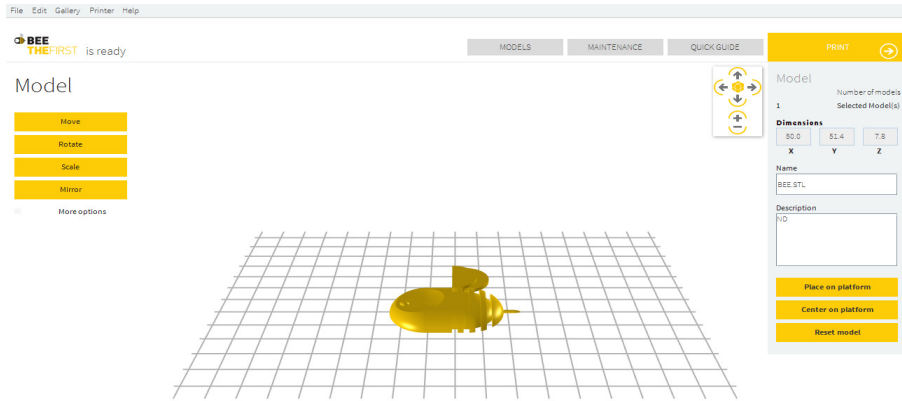 File Edit Gallery Printer Help
BEE
THEFIRST is ready
MODELS MAINTENANCE QUICK GUIDE PRINT
Model
Move
Rotate
Scale
Mirror
More options
Model
Number of models
1 Selected Model(s)
Dimensions
50.0 51.4 7.8
X Y Z
Name
BEE.STL
Description
ND
Place on platform
Center on platform
Reset model